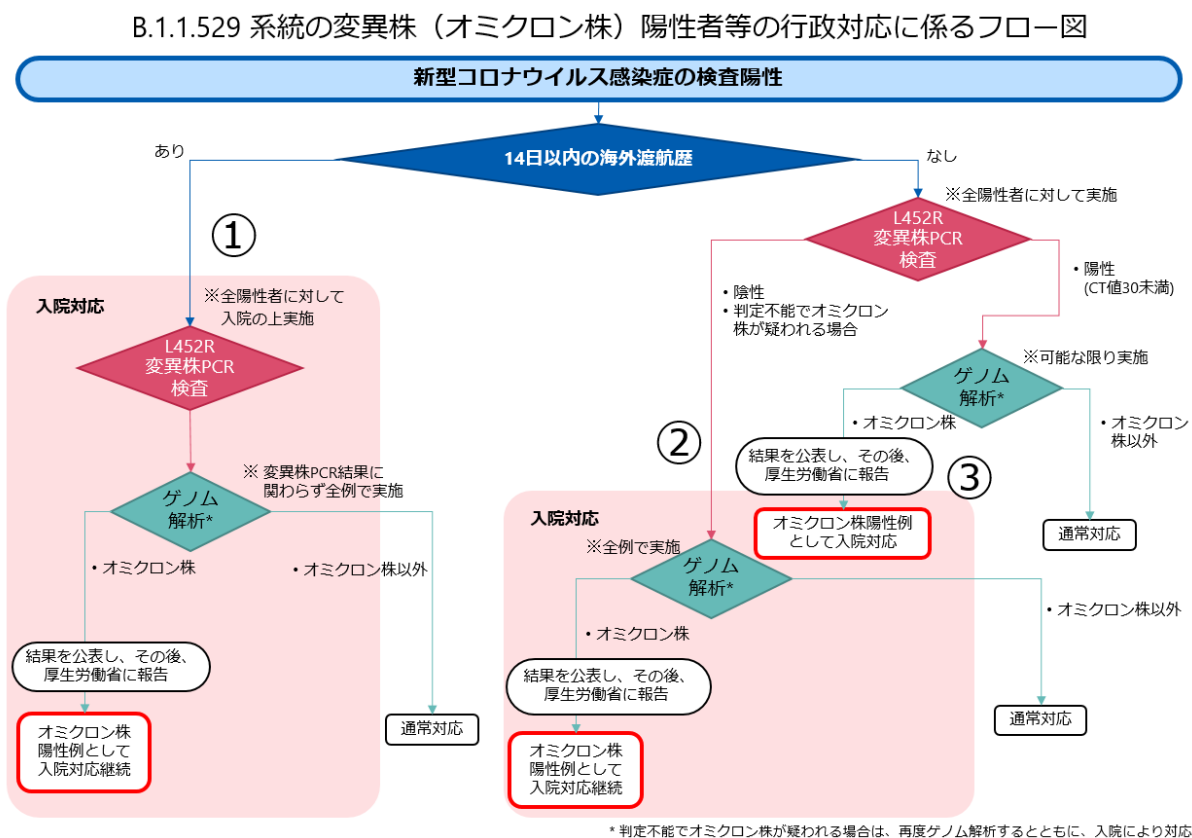 B.1.1.529 系統の変異株（オミクロン株）陽性者等の行政対応に係るフロー図
新型コロナウイルス感染症の検査陽性
14日以内の海外渡航歴
あり
なし
①
入院対応
※全陽性者に対して
入院の上実施
L452R
変異株PCR
検査
※ 変異株PCR結果に
関わらず全例で実施
ゲノム
解析*
・オミクロン株
・オミクロン株以外
結果を公表し、その後、
厚生労働省に報告
オミクロン株
陽性例として
入院対応継続
通常対応
※全陽性者に対して実施
L452R
変異株PCR
検査
・陰性
・判定不能でオミクロン
株が疑われる場合
・陽性
(CT値30未満)
②
入院対応
※全例で実施
ゲノム
解析*
・オミクロン株
・オミクロン株以外
結果を公表し、その後、
厚生労働省に報告
オミクロン株
陽性例として
入院対応継続
通常対応
※可能な限り実施
ゲノム
解析*
・オミクロン株
・オミクロン
株以外
結果を公表し、その後、
厚生労働省に報告
③
オミクロン株陽性例
として入院対応
通常対応
* 判定不能でオミクロン株が疑われる場合は、再度ゲノム解析するとともに、入院により対応